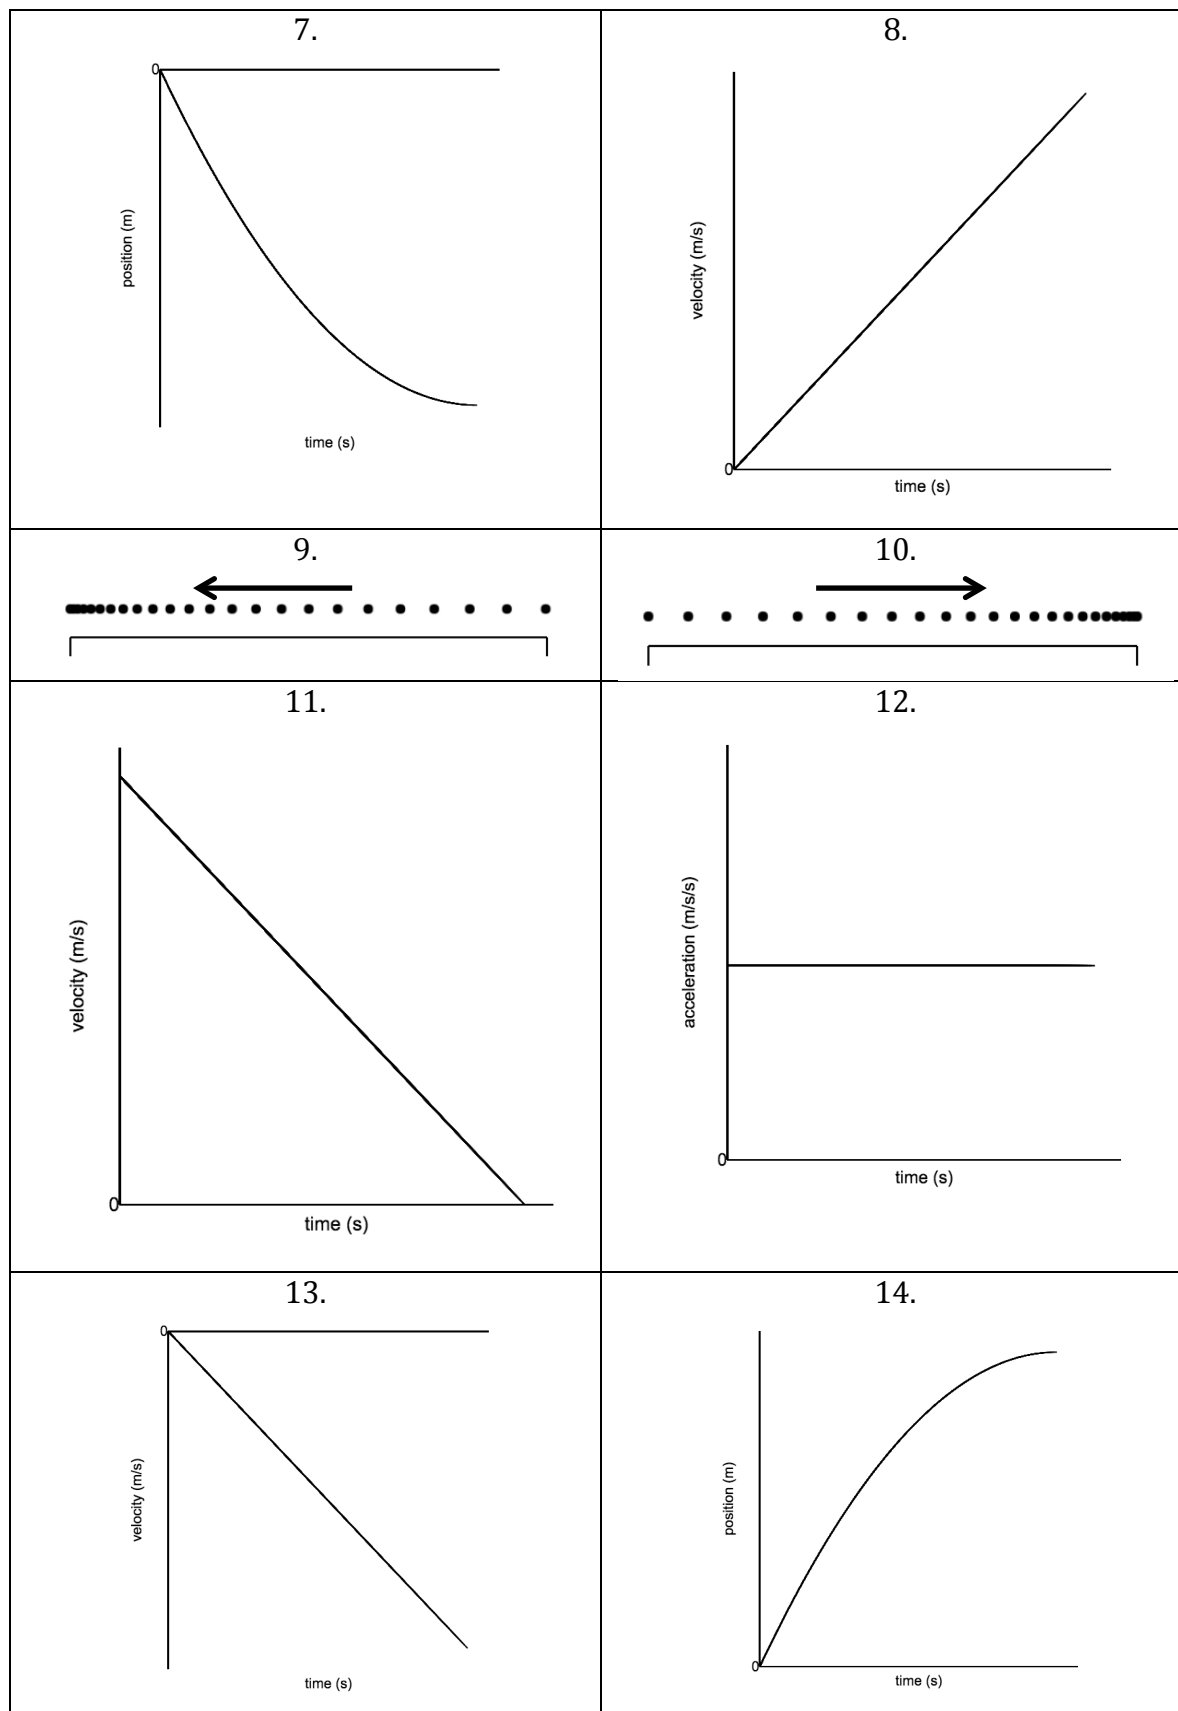 7.
0
position (m)
time (s)
8.
velocity (m/s)
0
time (s)
9.
10.
11.
velocity (m/s)
0
time (s)
12.
acceleration (m/s/s)
0
time (s)
13.
0
velocity (m/s)
time (s)
14.
position (m)
0
time (s)